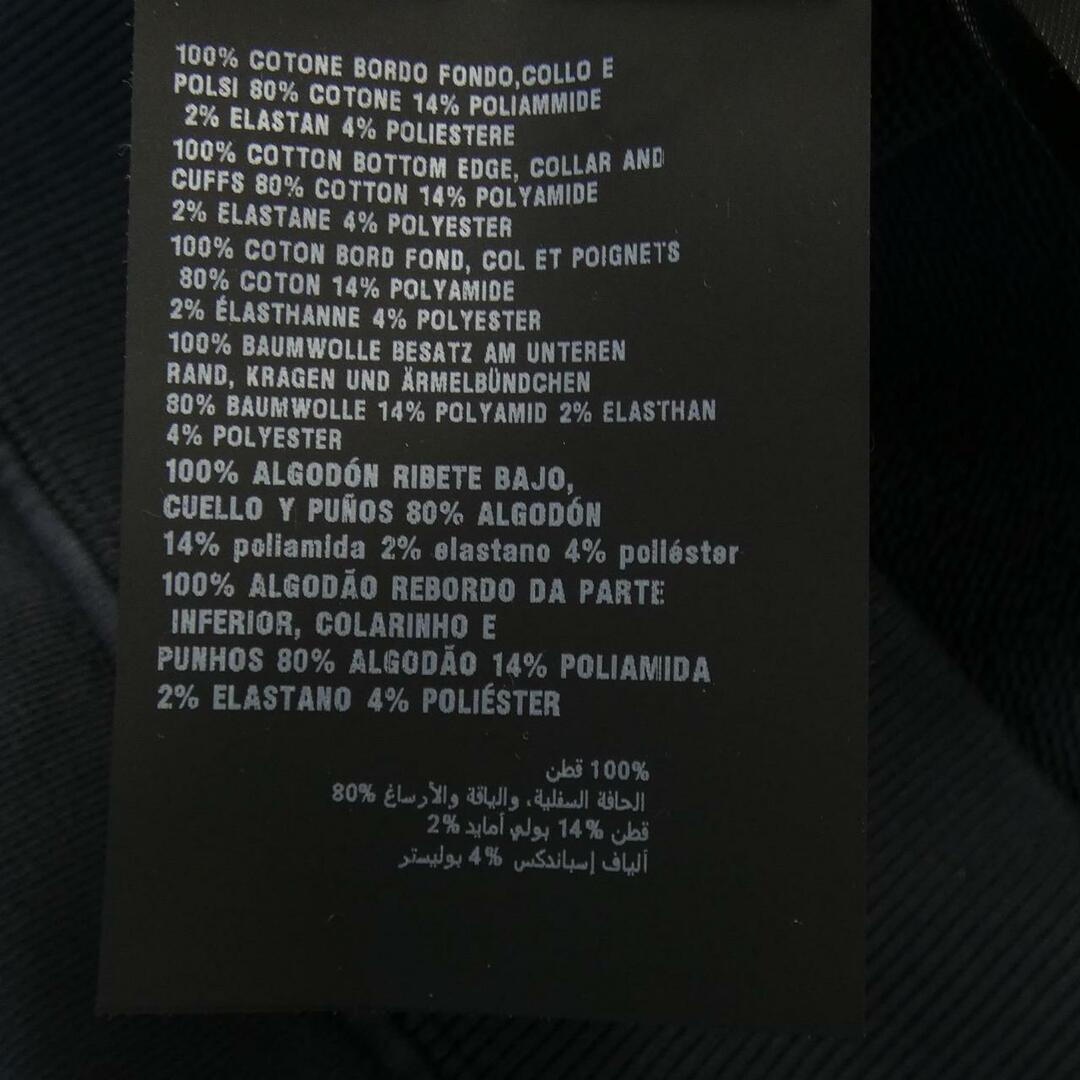 100% COTONE BORDO FONDO,COLLO E
POLSI 80% COTONE 14% POLIAMMIDE
2% ELASTAN 4% POLIESTERE
100% COTTON BOTTOM EDGE, COLLAR AND
CUFFS 80% COTTON 14% POLYAMIDE
2% ELASTANE 4% POLYESTER
100% COTON BORD FOND, COL ET POIGNETS
80% COTON 14% POLYAMIDE
2% ÉLASTHANNE 4% POLYESTER
100% BAUMWOLLE BESATZ AM UNTEREN
RAND, KRAGEN UND ÄRMELBÜNDCHEN
80% BAUMWOLLE 14% POLYAMID 2% ELASTHAN
4% POLYESTER
100% ALGODÓN RIBETE BAJO,
CUELLO Y PUÑOS 80% ALGODÓN
14% poliamida 2% elastano 4% poliéster
100% ALGODÃO REBORDO DA PARTE
INFERIOR, COLARINHO E
PUNHOS 80% ALGODÃO 14% POLIAMIDA
2% ELASTANO 4% POLIÉSTER
100% قطن
الحافة السفلية، والياقة والأرساغ 80%
قطن 14% بولي أمايد 2%
ألياف إسباندكس 4% بوليستر